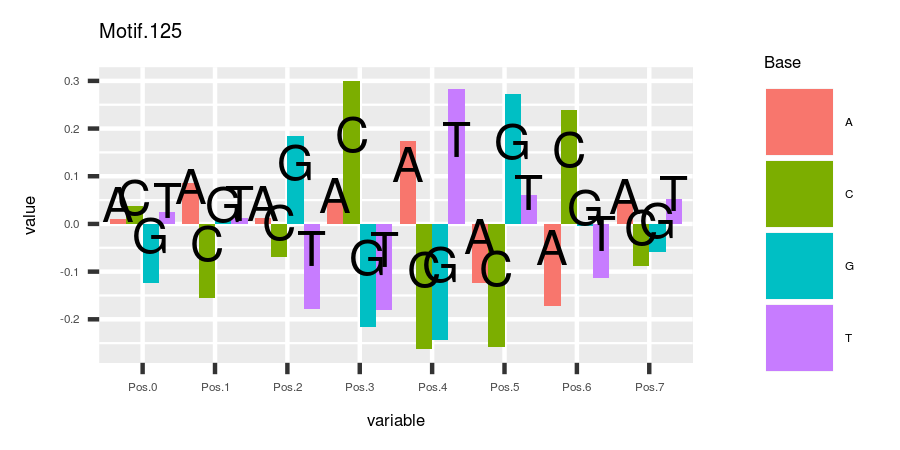 Motif.125
value
0.3
0.2
0.1
0.0
-0.1
-0.2
A C G T A C G T A C G T A C G T A C G T A C G T A C G T A C G T
Pos.0 Pos.1 Pos.2 Pos.3 Pos.4 Pos.5 Pos.6 Pos.7
variable
Base
A
C
G
T